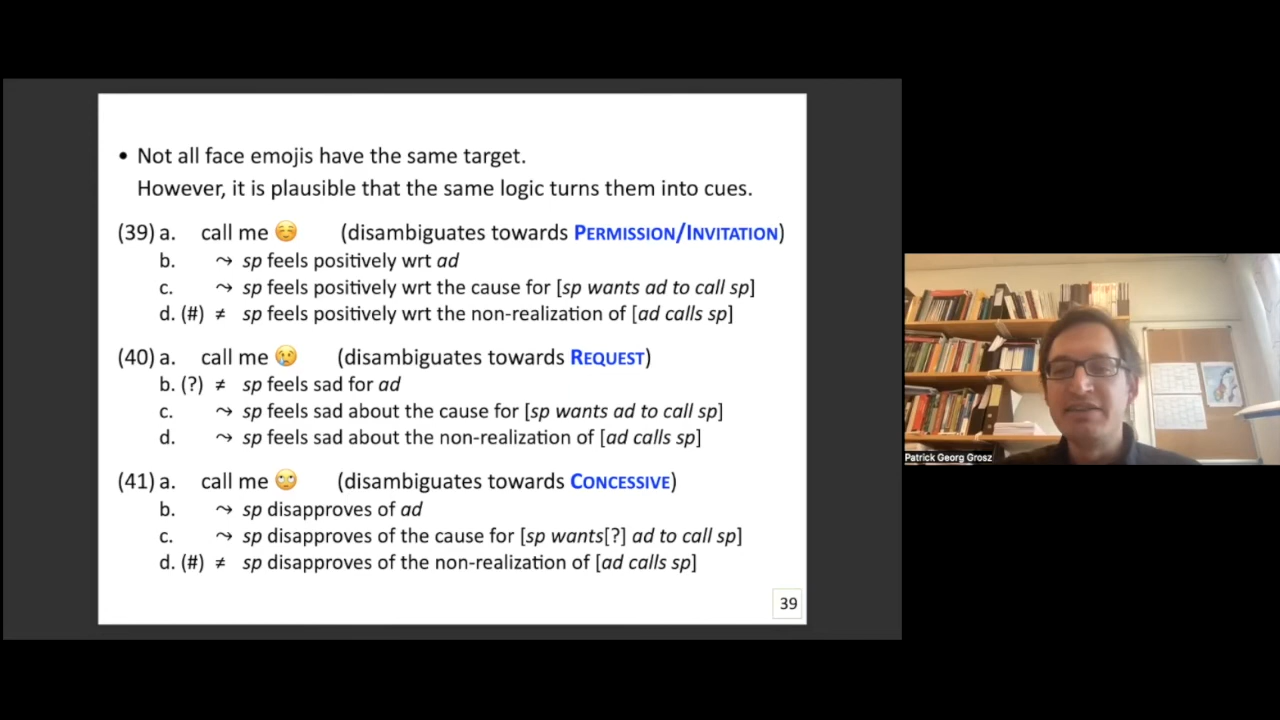 • Not all face emojis have the same target.
However, it is plausible that the same logic turns them into cues.
(39) a. call me ☺️ (disambiguates towards PERMISSION/INVITATION)
b. ⤳ sp feels positively wrt ad
c. ⤳ sp feels positively wrt the cause for [sp wants ad to call sp]
d. (#) ≠ sp feels positively wrt the non-realization of [ad calls sp]
(40) a. call me 😢 (disambiguates towards REQUEST)
b. (?) ≠ sp feels sad for ad
c. ⤳ sp feels sad about the cause for [sp wants ad to call sp]
d. ⤳ sp feels sad about the non-realization of [ad calls sp]
(41) a. call me 🙄 (disambiguates towards CONCESSIVE)
b. ⤳ sp disapproves of ad
c. ⤳ sp disapproves of the cause for [sp wants[?] ad to call sp]
d. (#) ≠ sp disapproves of the non-realization of [ad calls sp]
39
Patrick Georg Grosz